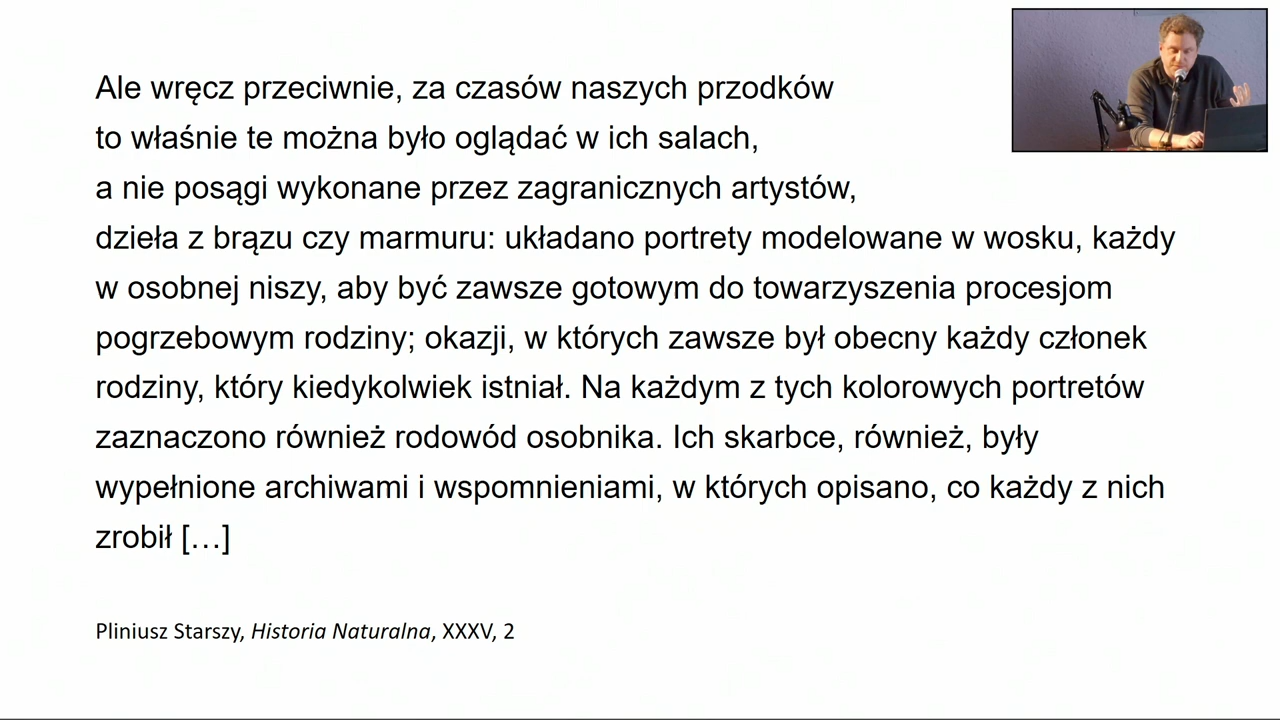 Ale wręcz przeciwnie, za czasów naszych przodków
to właśnie te można było oglądać w ich salach,
a nie posągi wykonane przez zagranicznych artystów,
dzieła z brązu czy marmuru: układano portrety modelowane w wosku, każdy
w osobnej niszy, aby być zawsze gotowym do towarzyszenia procesjom
pogrzebowym rodziny; okazji, w których zawsze był obecny każdy członek
rodziny, który kiedykolwiek istniał. Na każdym z tych kolorowych portretów
zaznaczono również rodowód osobnika. Ich skarbce, również, były
wypełnione archiwami i wspomnieniami, w których opisano, co każdy z nich
zrobił […]
Pliniusz Starszy, Historia Naturalna, XXXV, 2